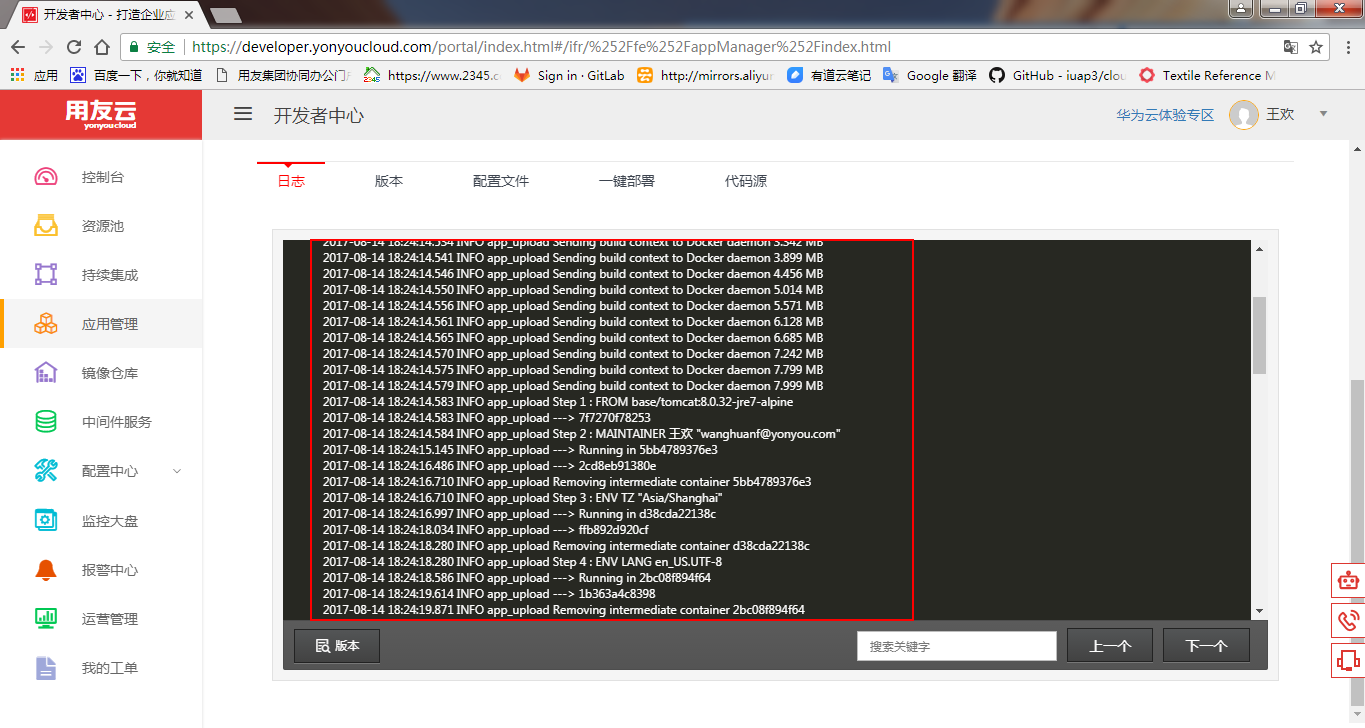 开发者中心 - 打造企业应
安全 https://developer.yonyoucloud.com/portal/index.html#/ifr/%252Ffe%252FappManager%252Findex.html
应用 百度一下，你就知道 用友集团协同办公门户 https://www.2345.c Sign in · GitLab http://mirrors.aliyun 有道云笔记 Google 翻译 GitHub - iuap3/clou Textile Reference M
用友云
yonyoucloud
开发者中心
华为云体验专区
王欢
控制台
资源池
持续集成
应用管理
镜像仓库
中间件服务
配置中心
监控大盘
报警中心
运营管理
我的工单
日志 版本 配置文件 一键部署 代码源
2017-08-14 18:24:14.534 INFO app_upload Sending build context to Docker daemon 3.342 MB
2017-08-14 18:24:14.541 INFO app_upload Sending build context to Docker daemon 3.899 MB
2017-08-14 18:24:14.546 INFO app_upload Sending build context to Docker daemon 4.456 MB
2017-08-14 18:24:14.550 INFO app_upload Sending build context to Docker daemon 5.014 MB
2017-08-14 18:24:14.556 INFO app_upload Sending build context to Docker daemon 5.571 MB
2017-08-14 18:24:14.561 INFO app_upload Sending build context to Docker daemon 6.128 MB
2017-08-14 18:24:14.565 INFO app_upload Sending build context to Docker daemon 6.685 MB
2017-08-14 18:24:14.570 INFO app_upload Sending build context to Docker daemon 7.242 MB
2017-08-14 18:24:14.575 INFO app_upload Sending build context to Docker daemon 7.799 MB
2017-08-14 18:24:14.579 INFO app_upload Sending build context to Docker daemon 7.999 MB
2017-08-14 18:24:14.583 INFO app_upload Step 1 : FROM base/tomcat:8.0.32-jre7-alpine
2017-08-14 18:24:14.583 INFO app_upload ---> 7f7270f78253
2017-08-14 18:24:14.584 INFO app_upload Step 2 : MAINTAINER 王欢 "wanghuanf@yonyou.com"
2017-08-14 18:24:15.145 INFO app_upload ---> Running in 5bb4789376e3
2017-08-14 18:24:16.486 INFO app_upload ---> 2cd8eb91380e
2017-08-14 18:24:16.710 INFO app_upload Removing intermediate container 5bb4789376e3
2017-08-14 18:24:16.710 INFO app_upload Step 3 : ENV TZ "Asia/Shanghai"
2017-08-14 18:24:16.997 INFO app_upload ---> Running in d38cda22138c
2017-08-14 18:24:18.034 INFO app_upload ---> ffb892d920cf
2017-08-14 18:24:18.280 INFO app_upload Removing intermediate container d38cda22138c
2017-08-14 18:24:18.280 INFO app_upload Step 4 : ENV LANG en_US.UTF-8
2017-08-14 18:24:18.586 INFO app_upload ---> Running in 2bc08f894f64
2017-08-14 18:24:19.614 INFO app_upload ---> 1b363a4c8398
2017-08-14 18:24:19.871 INFO app_upload Removing intermediate container 2bc08f894f64
版本
搜索关键字
上一个
下一个